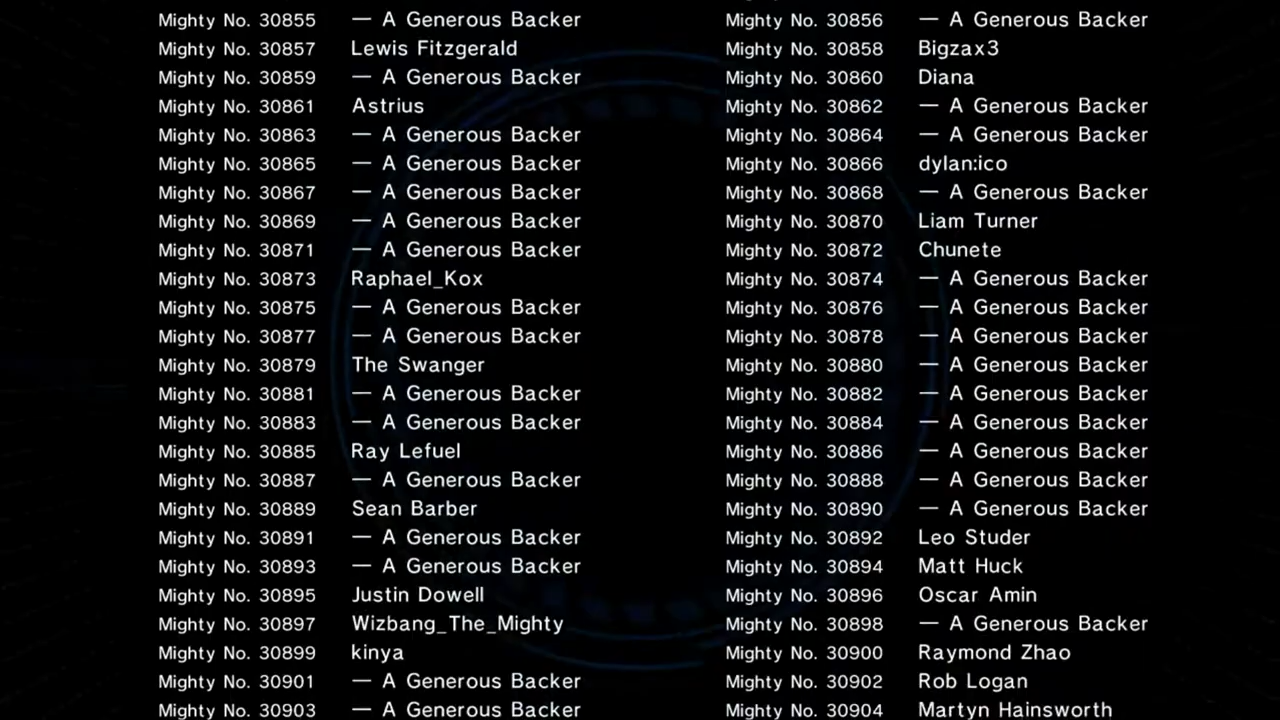 Mighty No. 30855 — A Generous Backer Mighty No. 30856 — A Generous Backer
Mighty No. 30857 Lewis Fitzgerald Mighty No. 30858 Bigzax3
Mighty No. 30859 — A Generous Backer Mighty No. 30860 Diana
Mighty No. 30861 Astrius Mighty No. 30862 — A Generous Backer
Mighty No. 30863 — A Generous Backer Mighty No. 30864 — A Generous Backer
Mighty No. 30865 — A Generous Backer Mighty No. 30866 dylan:ico
Mighty No. 30867 — A Generous Backer Mighty No. 30868 — A Generous Backer
Mighty No. 30869 — A Generous Backer Mighty No. 30870 Liam Turner
Mighty No. 30871 — A Generous Backer Mighty No. 30872 Chunete
Mighty No. 30873 Raphael_Kox Mighty No. 30874 — A Generous Backer
Mighty No. 30875 — A Generous Backer Mighty No. 30876 — A Generous Backer
Mighty No. 30877 — A Generous Backer Mighty No. 30878 — A Generous Backer
Mighty No. 30879 The Swanger Mighty No. 30880 — A Generous Backer
Mighty No. 30881 — A Generous Backer Mighty No. 30882 — A Generous Backer
Mighty No. 30883 — A Generous Backer Mighty No. 30884 — A Generous Backer
Mighty No. 30885 Ray Lefuel Mighty No. 30886 — A Generous Backer
Mighty No. 30887 — A Generous Backer Mighty No. 30888 — A Generous Backer
Mighty No. 30889 Sean Barber Mighty No. 30890 — A Generous Backer
Mighty No. 30891 — A Generous Backer Mighty No. 30892 Leo Studer
Mighty No. 30893 — A Generous Backer Mighty No. 30894 Matt Huck
Mighty No. 30895 Justin Dowell Mighty No. 30896 Oscar Amin
Mighty No. 30897 Wizbang_The_Mighty Mighty No. 30898 — A Generous Backer
Mighty No. 30899 kinya Mighty No. 30900 Raymond Zhao
Mighty No. 30901 — A Generous Backer Mighty No. 30902 Rob Logan
Mighty No. 30903 — A Generous Backer Mighty No. 30904 Martyn Hainsworth